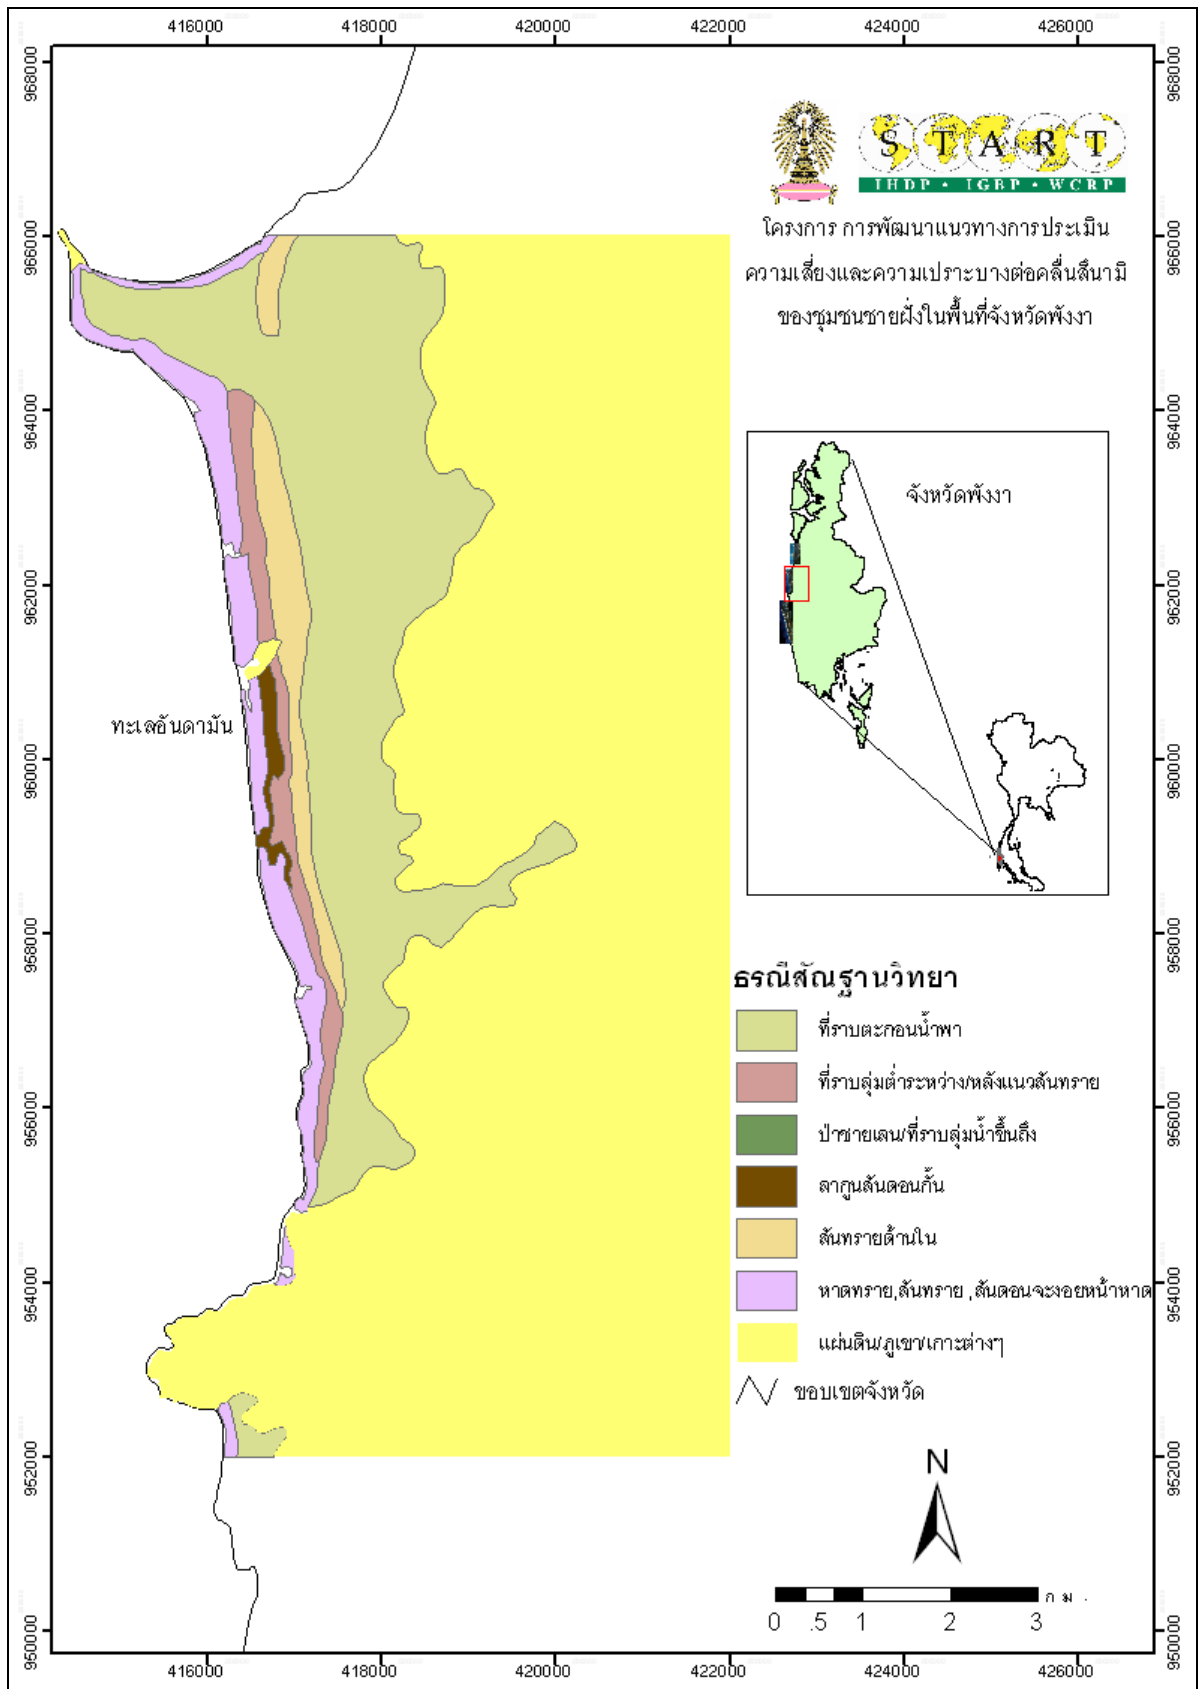 416000 418000 420000 422000 424000 426000
968000
966000
964000
962000
960000
958000
956000
954000
952000
950000
START
IHDP • IGBP • WCRP
โครงการ การพัฒนาแนวทางการประเมิน
ความเสี่ยงและความเปราะบางต่อคลื่นสึนามิ
ของชุมชนชายฝั่งในพื้นที่จังหวัดพังงา
จังหวัดพังงา
ทะเลอันดามัน
ธรณีสัณฐานวิทยา
ที่ราบตะกอนน้ำพา
ที่ราบลุ่มต่ำระหว่าง/หลังแนวสันทราย
ป่าชายเลน/ที่ราบลุ่มน้ำขึ้นถึง
ลากูนสันดอนกั้น
สันทรายด้านใน
หาดทราย,สันทราย ,สันดอนจะงอยหน้าหาด
แผ่นดิน/ภูเขา/เกาะต่างๆ
ขอบเขตจังหวัด
N
ก ม .
0 .5 1 2 3
968000
966000
964000
962000
960000
958000
956000
954000
952000
950000
416000 418000 420000 422000 424000 426000